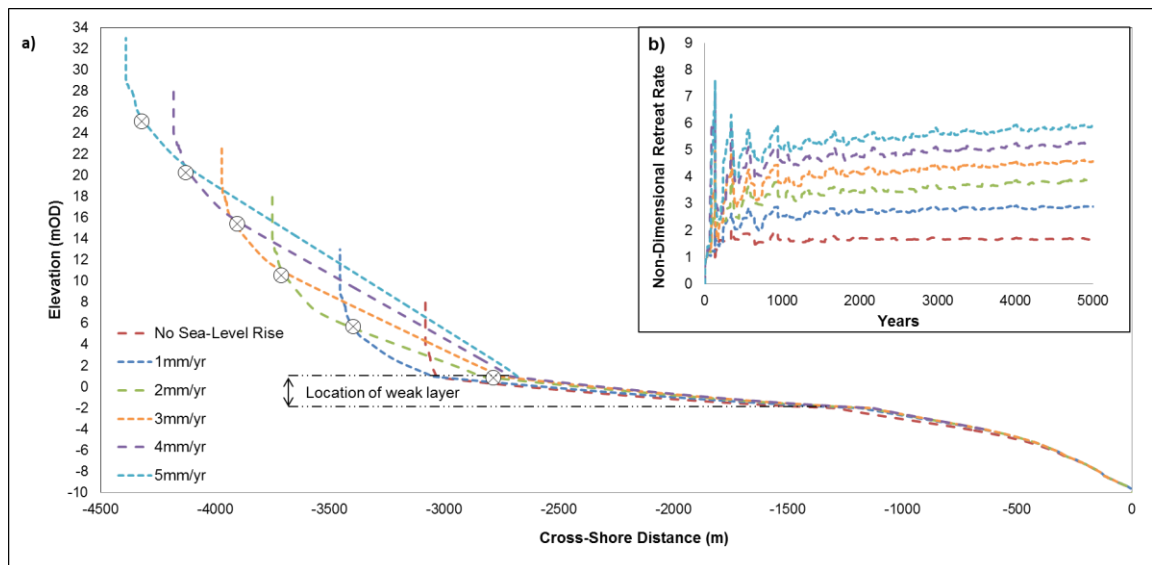 a)
Elevation (mOD)
34
32
30
28
26
24
22
20
18
16
14
12
10
8
6
4
2
0
-2
-4
-6
-8
-10
No Sea-Level Rise
1mm/yr
2mm/yr
3mm/yr
4mm/yr
5mm/yr
Location of weak layer
-4500 -4000 -3500 -3000 -2500 -2000 -1500 -1000 -500 0
Cross-Shore Distance (m)
b)
Non-Dimensional Retreat Rate
9
8
7
6
5
4
3
2
1
0
0 1000 2000 3000 4000 5000
Years